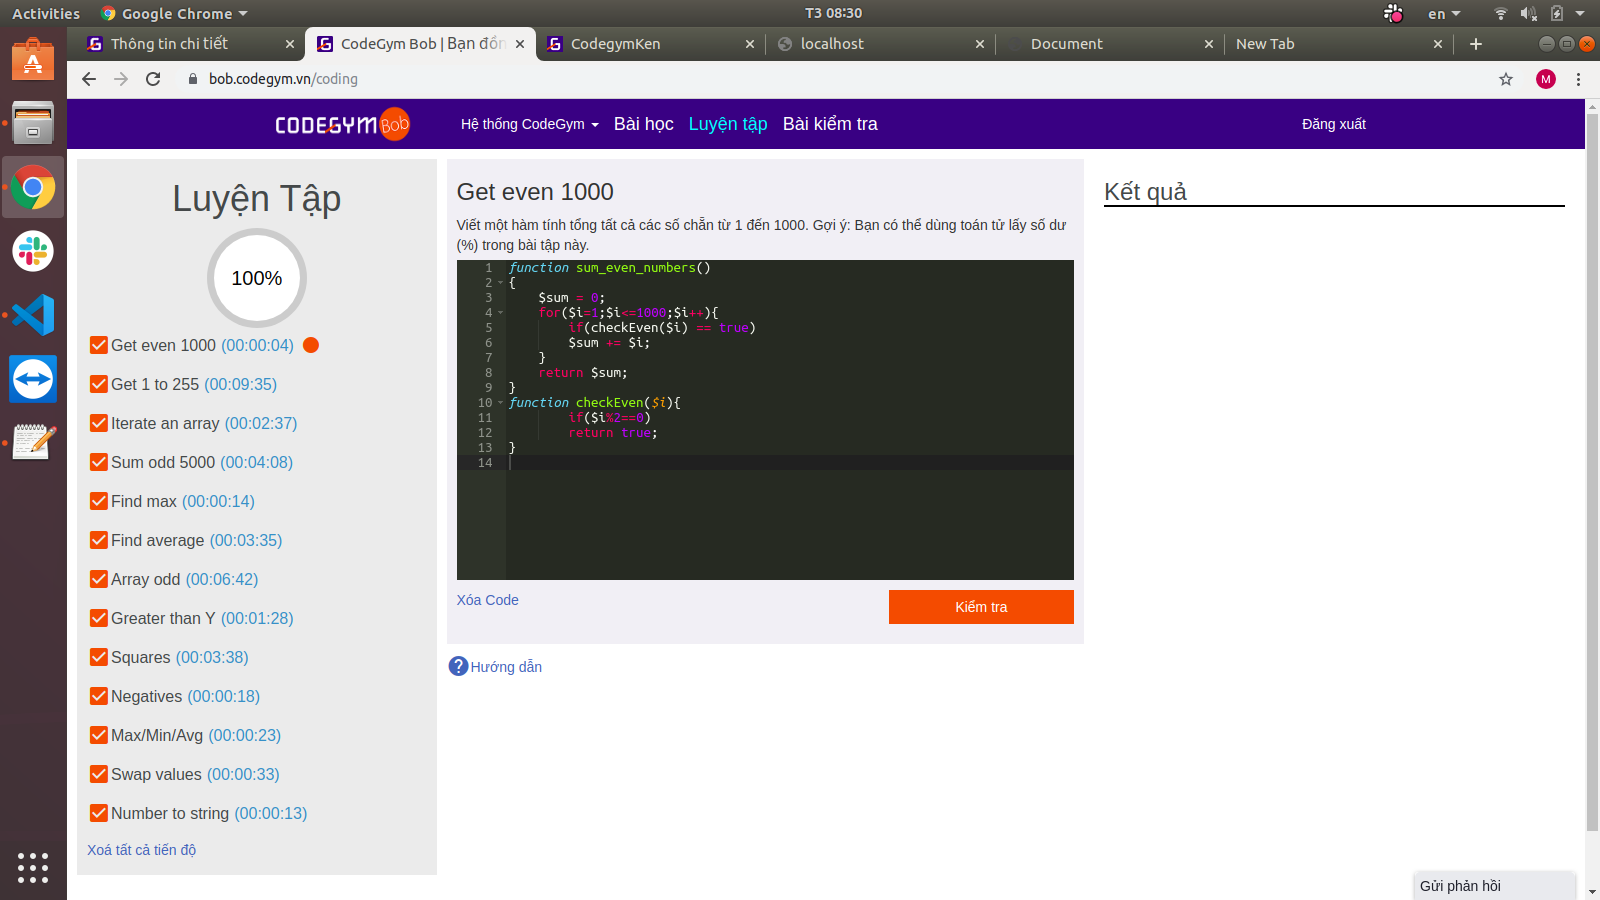 Activities
Google Chrome
T3 08:30
en
Thông tin chi tiết
CodeGym Bob | Bạn đồn
CodegymKen
localhost
Document
New Tab
bob.codegym.vn/coding
M
CODEGYM Bob
Hệ thống CodeGym
Bài học
Luyện tập
Bài kiểm tra
Đăng xuất
Luyện Tập
100%
Get even 1000 (00:00:04)
Get 1 to 255 (00:09:35)
Iterate an array (00:02:37)
Sum odd 5000 (00:04:08)
Find max (00:00:14)
Find average (00:03:35)
Array odd (00:06:42)
Greater than Y (00:01:28)
Squares (00:03:38)
Negatives (00:00:18)
Max/Min/Avg (00:00:23)
Swap values (00:00:33)
Number to string (00:00:13)
Xoá tất cả tiến độ
Get even 1000
Viết một hàm tính tổng tất cả các số chẵn từ 1 đến 1000. Gợi ý: Bạn có thể dùng toán tử lấy số dư
(%) trong bài tập này.
1 function sum_even_numbers()
2 {
3 $sum = 0;
4 for($i=1;$i<=1000;$i++){
5 if(checkEven($i) == true)
6 $sum += $i;
7 }
8 return $sum;
9 }
10 function checkEven($i){
11 if($i%2==0)
12 return true;
13 }
14
Xóa Code
Kiểm tra
Hướng dẫn
Kết quả
Gửi phản hồi